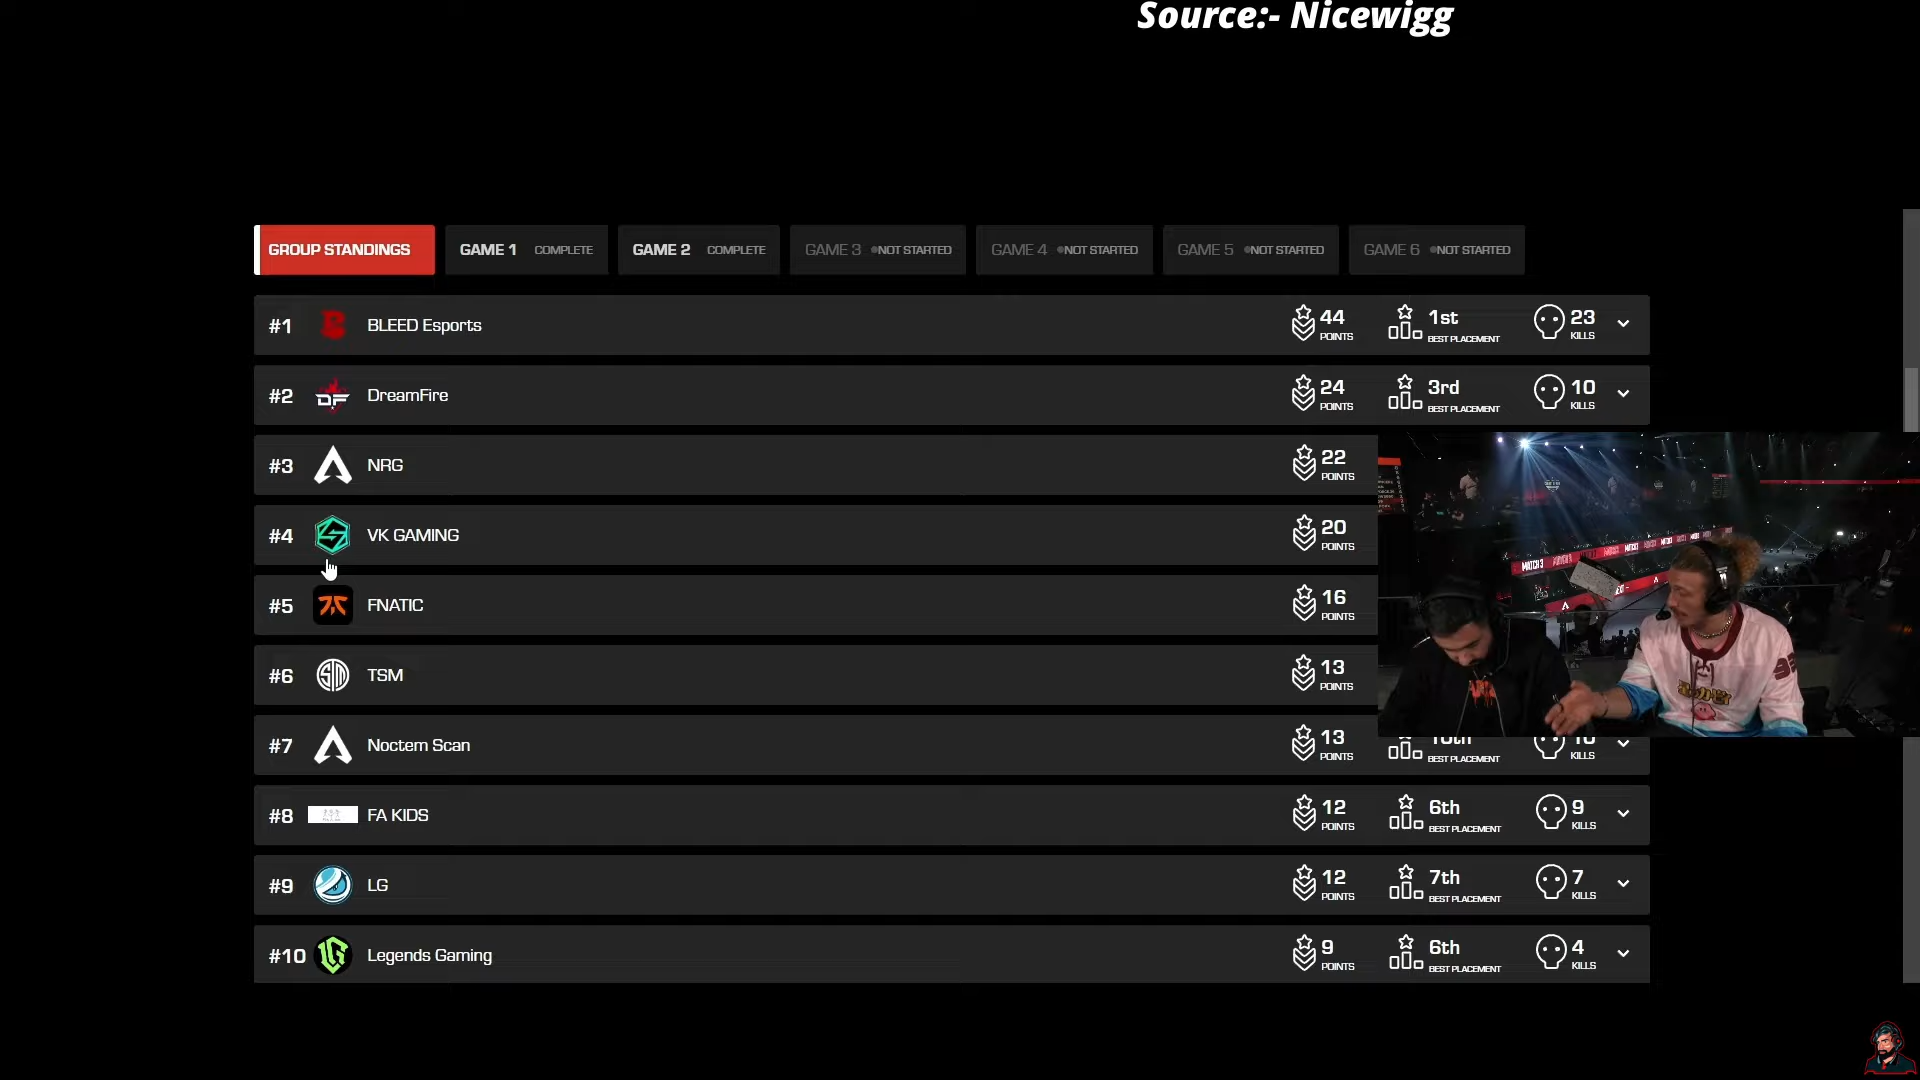 Source:- Nicewigg
GROUP STANDINGS
GAME 1 COMPLETE
GAME 2 COMPLETE
GAME 3 NOT STARTED
GAME 4 NOT STARTED
GAME 5 NOT STARTED
GAME 6 NOT STARTED
#1 BLEED Esports 44 POINTS 1st BEST PLACEMENT 23 KILLS
#2 DreamFire 24 POINTS 3rd BEST PLACEMENT 10 KILLS
#3 NRG 22 POINTS
#4 VK GAMING 20 POINTS
#5 FNATIC 16 POINTS
#6 TSM 13 POINTS
#7 Noctem Scan 13 POINTS 10th BEST PLACEMENT 10 KILLS
#8 FA KIDS 12 POINTS 6th BEST PLACEMENT 9 KILLS
#9 LG 12 POINTS 7th BEST PLACEMENT 7 KILLS
#10 Legends Gaming 9 POINTS 6th BEST PLACEMENT 4 KILLS
MATCH 3